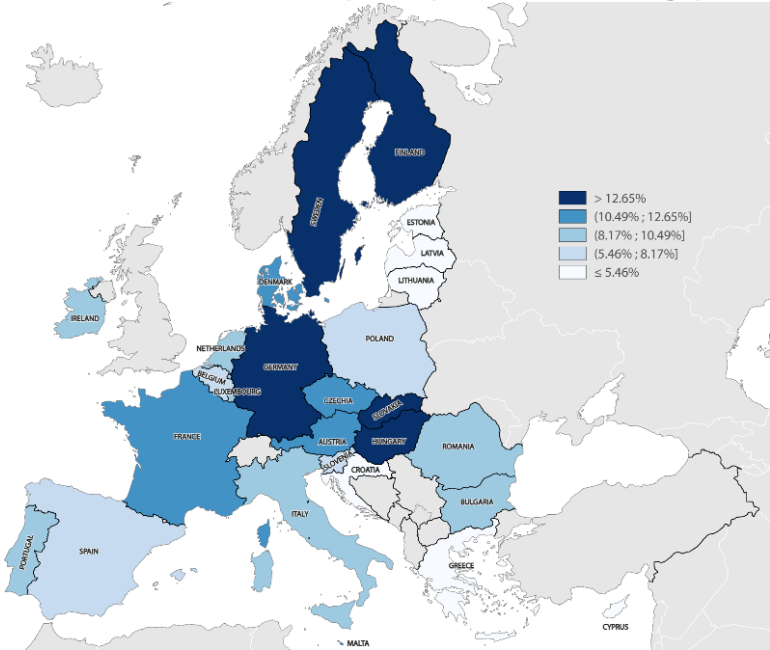 FINLAND
SWEDEN
> 12.65%
(10.49% ; 12.65%]
(8.17% ; 10.49%]
(5.46% ; 8.17%]
≤ 5.46%
ESTONIA
LATVIA
LITHUANIA
DENMARK
IRELAND
NETHERLANDS
POLAND
GERMANY
BELGIUM
LUXEMBOURG
CZECHIA
SLOVAKIA
FRANCE
AUSTRIA
HUNGARY
ROMANIA
SLOVENIA
CROATIA
BULGARIA
ITALY
PORTUGAL
SPAIN
GREECE
CYPRUS
MALTA